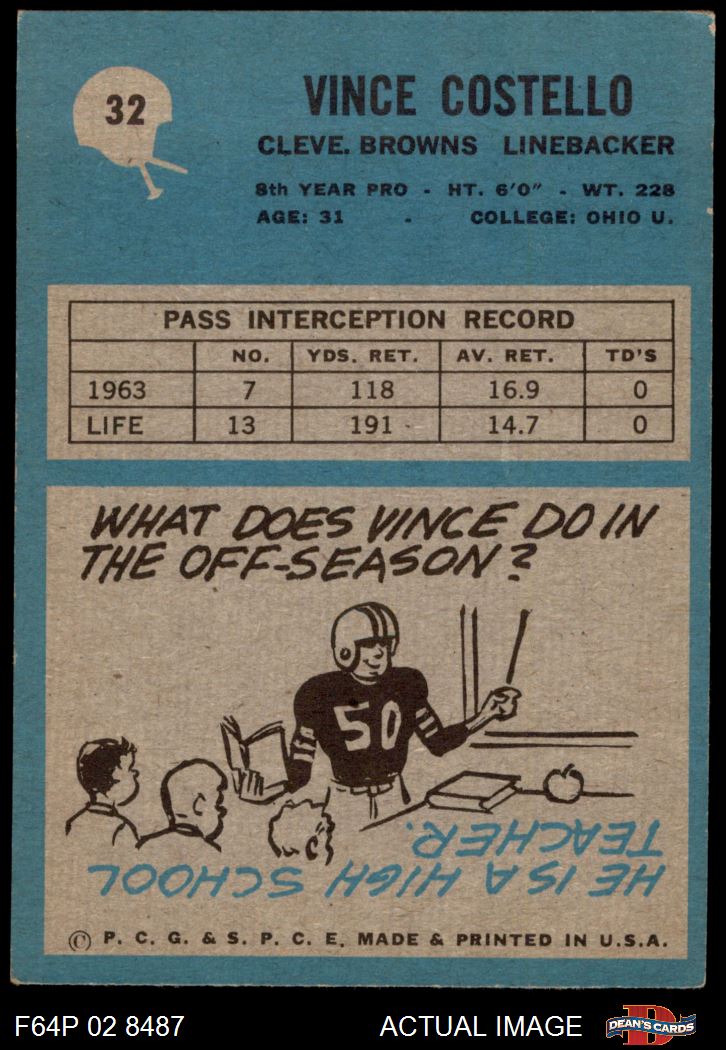 32
VINCE COSTELLO
CLEVE. BROWNS LINEBACKER
8th YEAR PRO - HT. 6'0" - WT. 228
AGE: 31 - COLLEGE: OHIO U.
PASS INTERCEPTION RECORD
NO. YDS. RET. AV. RET. TD'S
1963 7 118 16.9 0
LIFE 13 191 14.7 0
WHAT DOES VINCE DO IN
THE OFF-SEASON?
50
HE IS A HIGH SCHOOL
TEACHER.
© P. C. G. & S. P. C. E. MADE & PRINTED IN U.S.A.
F64P 02 8487 ACTUAL IMAGE
D
DEAN'S CARDS